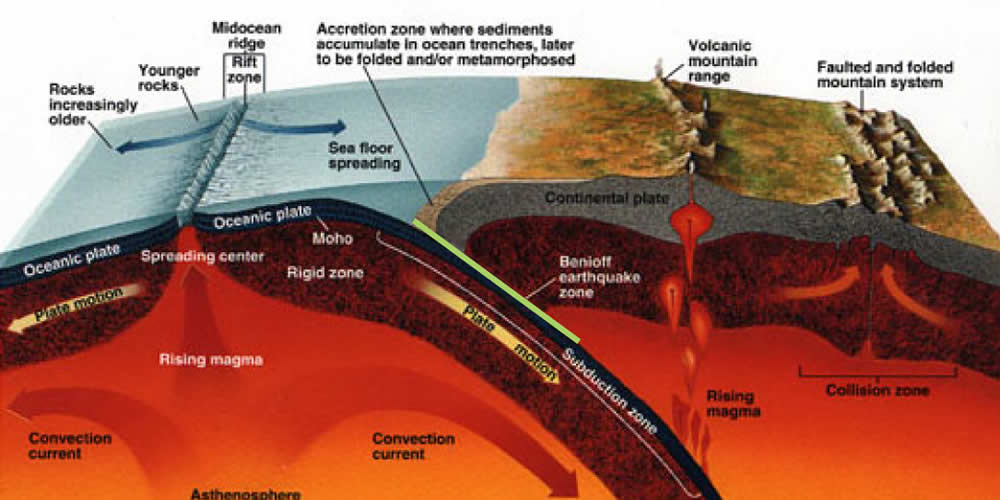 Midocean
ridge
Rift
zone
Accretion zone where sediments
accumulate in ocean trenches, later
to be folded and/or metamorphosed
Volcanic
mountain
range
Faulted and folded
mountain system
Younger
rocks
Rocks
increasingly
older
Sea floor
spreading
Continental plate
Oceanic plate
Moho
Oceanic plate
Spreading center
Rigid zone
Benioff
earthquake
zone
Plate motion
Plate
motion
Rising magma
Subduction zone
Collision zone
Rising
magma
Convection
current
Convection
current
Asthenosphere